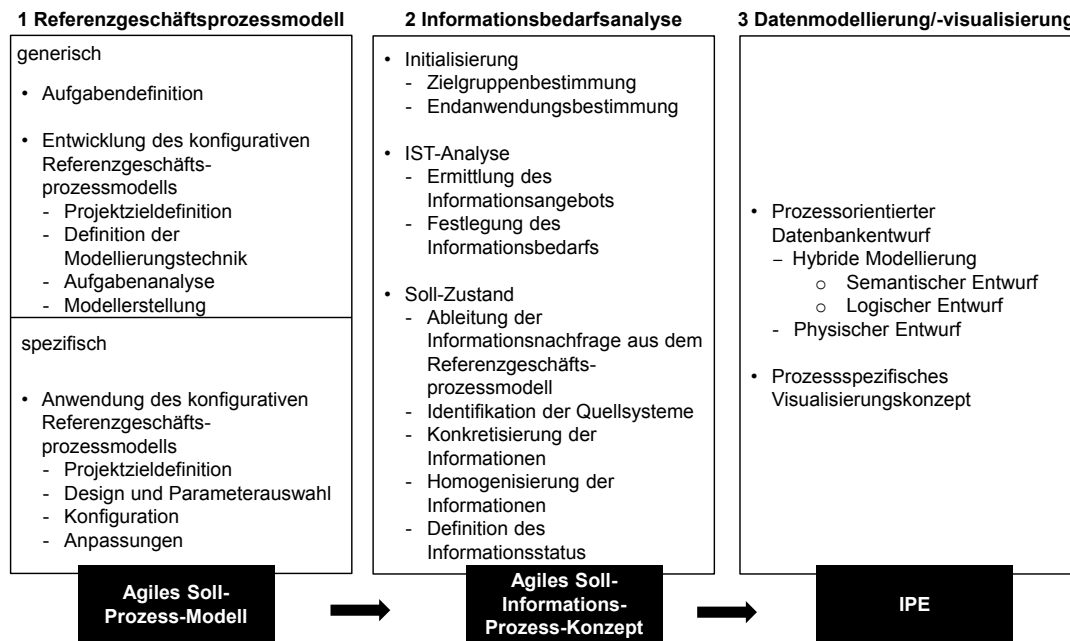 1 Referenzgeschäftsprozessmodell
generisch
• Aufgabendefinition
• Entwicklung des konfigurativen
Referenzgeschäfts-
prozessmodells
- Projektzieldefinition
- Definition der
Modellierungstechnik
- Aufgabenanalyse
- Modellerstellung
spezifisch
• Anwendung des konfigurativen
Referenzgeschäfts-
prozessmodells
- Projektzieldefinition
- Design und Parameterauswahl
- Konfiguration
- Anpassungen
Agiles Soll-
Prozess-Modell
2 Informationsbedarfsanalyse
• Initialisierung
- Zielgruppenbestimmung
- Endanwendungsbestimmung
• IST-Analyse
- Ermittlung des
Informationsangebots
- Festlegung des
Informationsbedarfs
• Soll-Zustand
- Ableitung der
Informationsnachfrage aus dem
Referenzgeschäfts-
prozessmodell
- Identifikation der Quellsysteme
- Konkretisierung der
Informationen
- Homogenisierung der
Informationen
- Definition des
Informationsstatus
Agiles Soll-
Informations-
Prozess-Konzept
3 Datenmodellierung/-visualisierung
• Prozessorientierter
Datenbankentwurf
– Hybride Modellierung
o Semantischer Entwurf
o Logischer Entwurf
- Physischer Entwurf
• Prozessspezifisches
Visualisierungskonzept
IPE